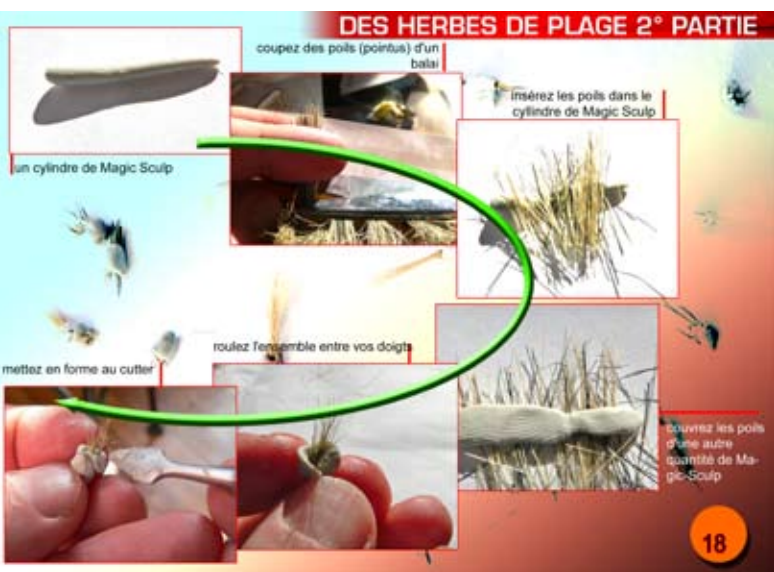 DES HERBES DE PLAGE 2° PARTIE
un cylindre de Magic Sculp
coupez des poils (pointus) d'un
balai
insérez les poils dans le
cyllindre de Magic Sculp
couvrez les poils
d'une autre
quantité de Ma-
gic-Sculp
roulez l'ensemble entre vos doigts
mettez en forme au cutter
18